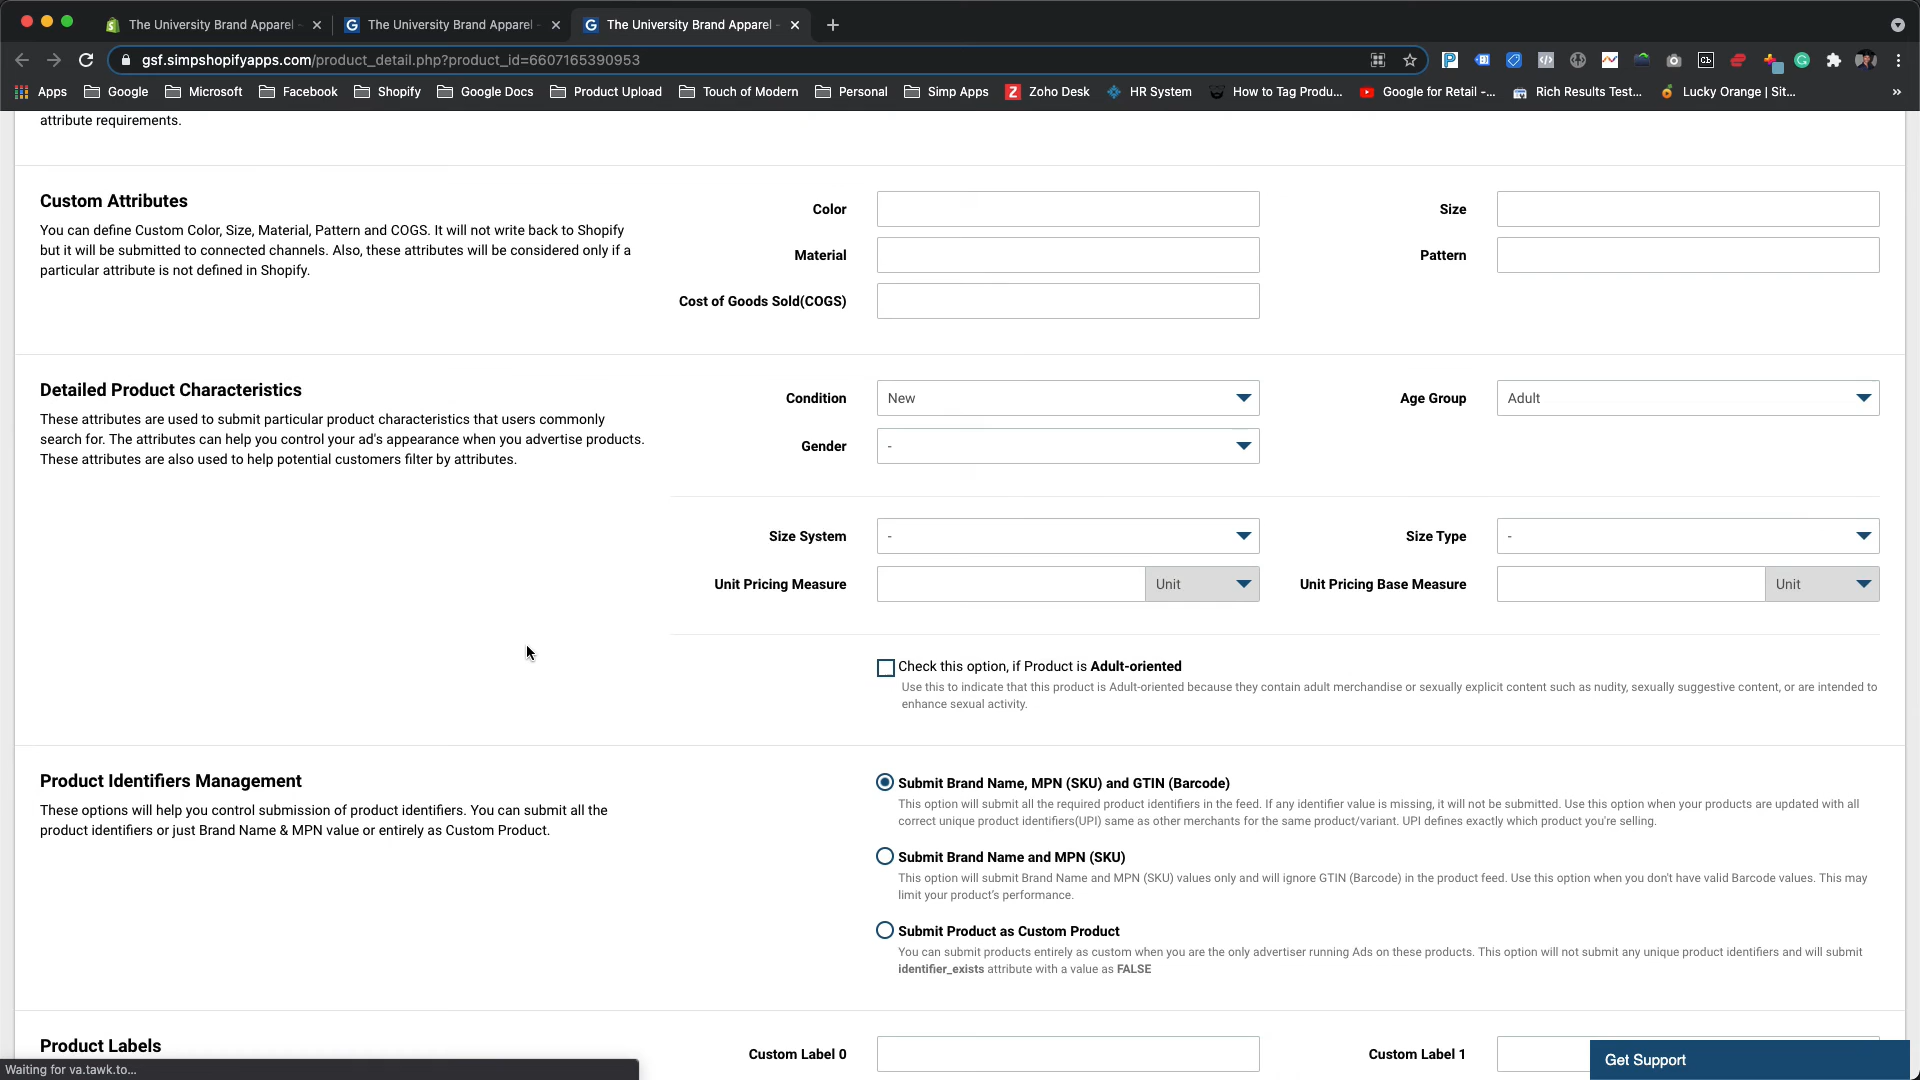 The University Brand Apparel -
The University Brand Apparel -
The University Brand Apparel -
gsf.simpshopifyapps.com/product_detail.php?product_id=6607165390953
Apps
Google
Microsoft
Facebook
Shopify
Google Docs
Product Upload
Touch of Modern
Personal
Simp Apps
Zoho Desk
HR System
How to Tag Produ...
Google for Retail -...
Rich Results Test...
Lucky Orange | Sit...
»
attribute requirements.
Custom Attributes
You can define Custom Color, Size, Material, Pattern and COGS. It will not write back to Shopify
but it will be submitted to connected channels. Also, these attributes will be considered only if a
particular attribute is not defined in Shopify.
Color
Size
Material
Pattern
Cost of Goods Sold(COGS)
Detailed Product Characteristics
These attributes are used to submit particular product characteristics that users commonly
search for. The attributes can help you control your ad's appearance when you advertise products.
These attributes are also used to help potential customers filter by attributes.
Condition
New
Age Group
Adult
Gender
-
Size System
-
Size Type
-
Unit Pricing Measure
Unit
Unit Pricing Base Measure
Unit
Check this option, if Product is Adult-oriented
Use this to indicate that this product is Adult-oriented because they contain adult merchandise or sexually explicit content such as nudity, sexually suggestive content, or are intended to
enhance sexual activity.
Product Identifiers Management
These options will help you control submission of product identifiers. You can submit all the
product identifiers or just Brand Name & MPN value or entirely as Custom Product.
Submit Brand Name, MPN (SKU) and GTIN (Barcode)
This option will submit all the required product identifiers in the feed. If any identifier value is missing, it will not be submitted. Use this option when your products are updated with all
correct unique product identifiers(UPI) same as other merchants for the same product/variant. UPI defines exactly which product you're selling.
Submit Brand Name and MPN (SKU)
This option will submit Brand Name and MPN (SKU) values only and will ignore GTIN (Barcode) in the product feed. Use this option when you don't have valid Barcode values. This may
limit your product's performance.
Submit Product as Custom Product
You can submit products entirely as custom when you are the only advertiser running Ads on these products. This option will not submit any unique product identifiers and will submit
identifier_exists attribute with a value as FALSE
Product Labels
Custom Label 0
Custom Label 1
Get Support
Waiting for va.tawk.to...